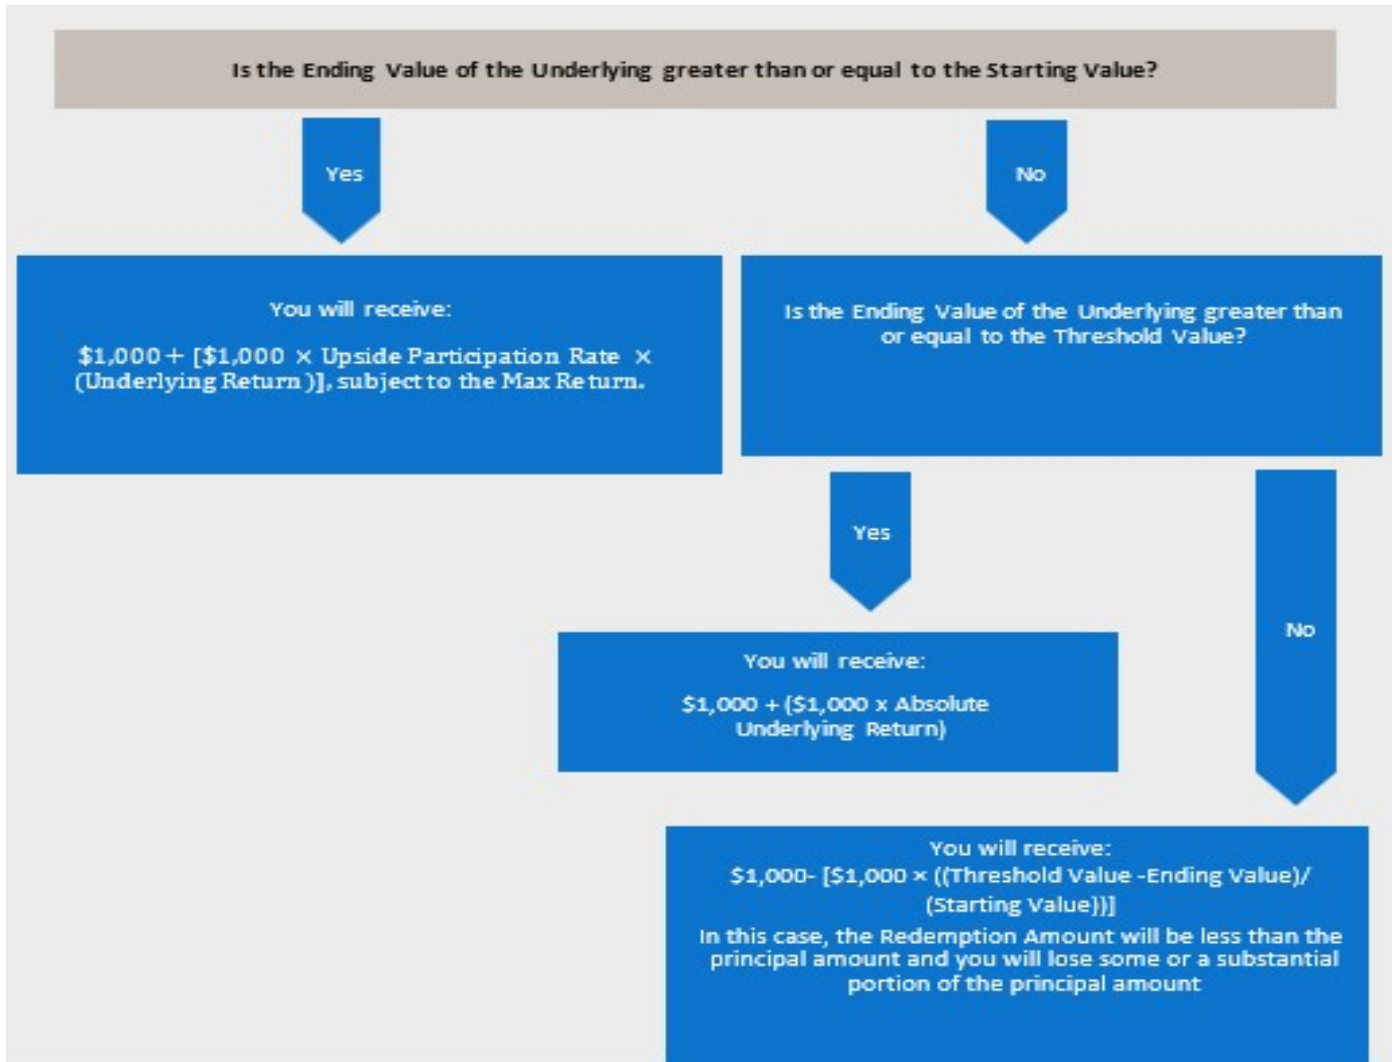 Is the Ending Value of the Underlying greater than or equal to the Starting Value?
Yes
No
You will receive:
$1,000 + [$1,000 × Upside Participation Rate ×
(Underlying Return)], subject to the Max Return.
Is the Ending Value of the Underlying greater than
or equal to the Threshold Value?
Yes
No
You will receive:
$1,000 + ($1,000 x Absolute
Underlying Return)
You will receive:
$1,000- [$1,000 × ((Threshold Value -Ending Value)/
(Starting Value))]
In this case, the Redemption Amount will be less than the
principal amount and you will lose some or a substantial
portion of the principal amount